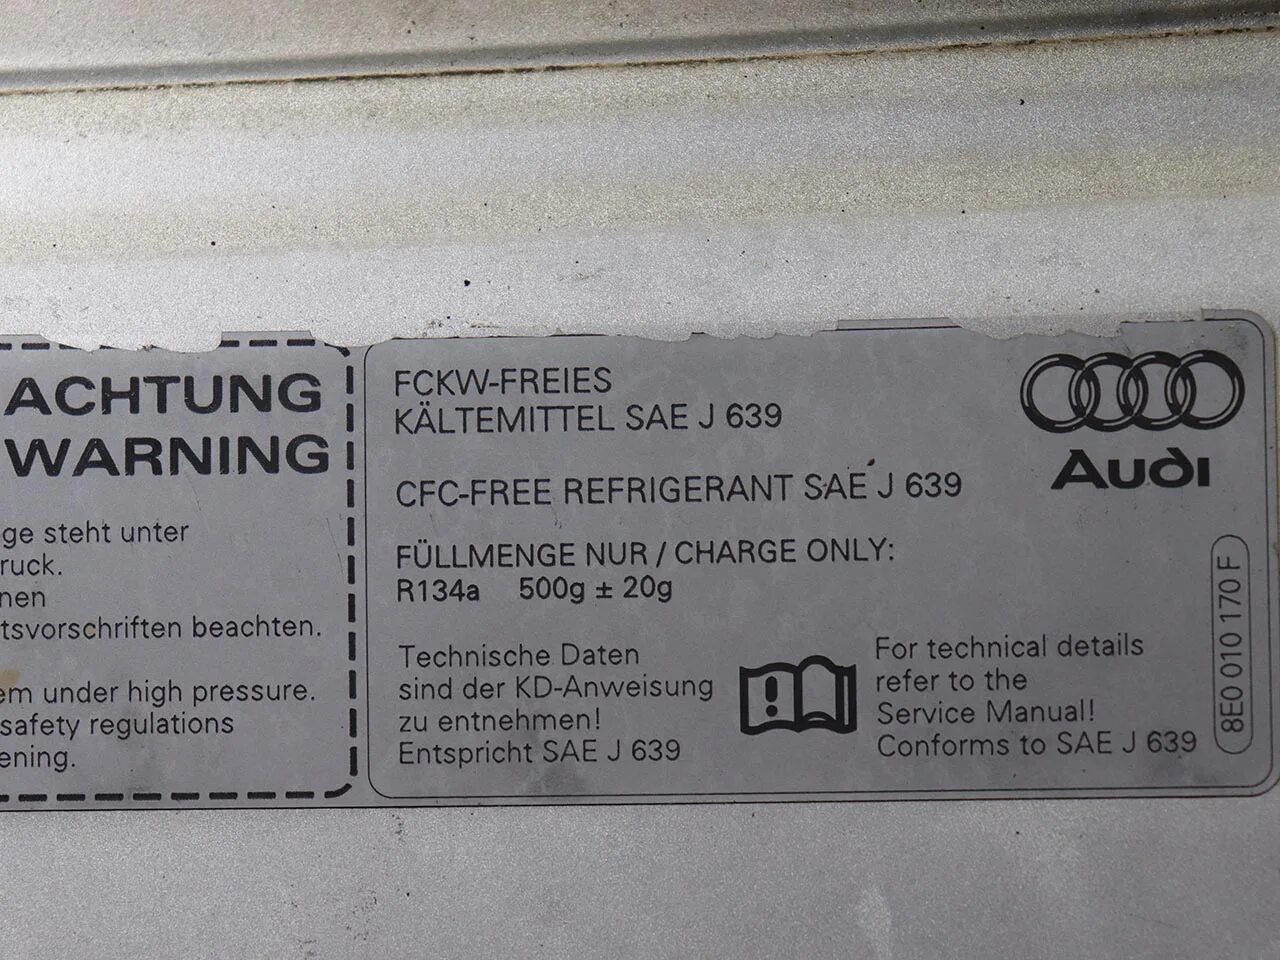 ACHTUNG
WARNING
ge steht unter
ruck.
nen
tsvorschriften beachten.
em under high pressure.
safety regulations
ening.
FCKW-FREIES
KÄLTEMITTEL SAE J 639
CFC-FREE REFRIGERANT SAE J 639
FÜLLMENGE NUR / CHARGE ONLY:
R134a 500g ± 20g
Technische Daten
sind der KD-Anweisung
zu entnehmen!
Entspricht SAE J 639
For technical details
refer to the
Service Manual!
Conforms to SAE J 639
Audi
8E0 010 170 F